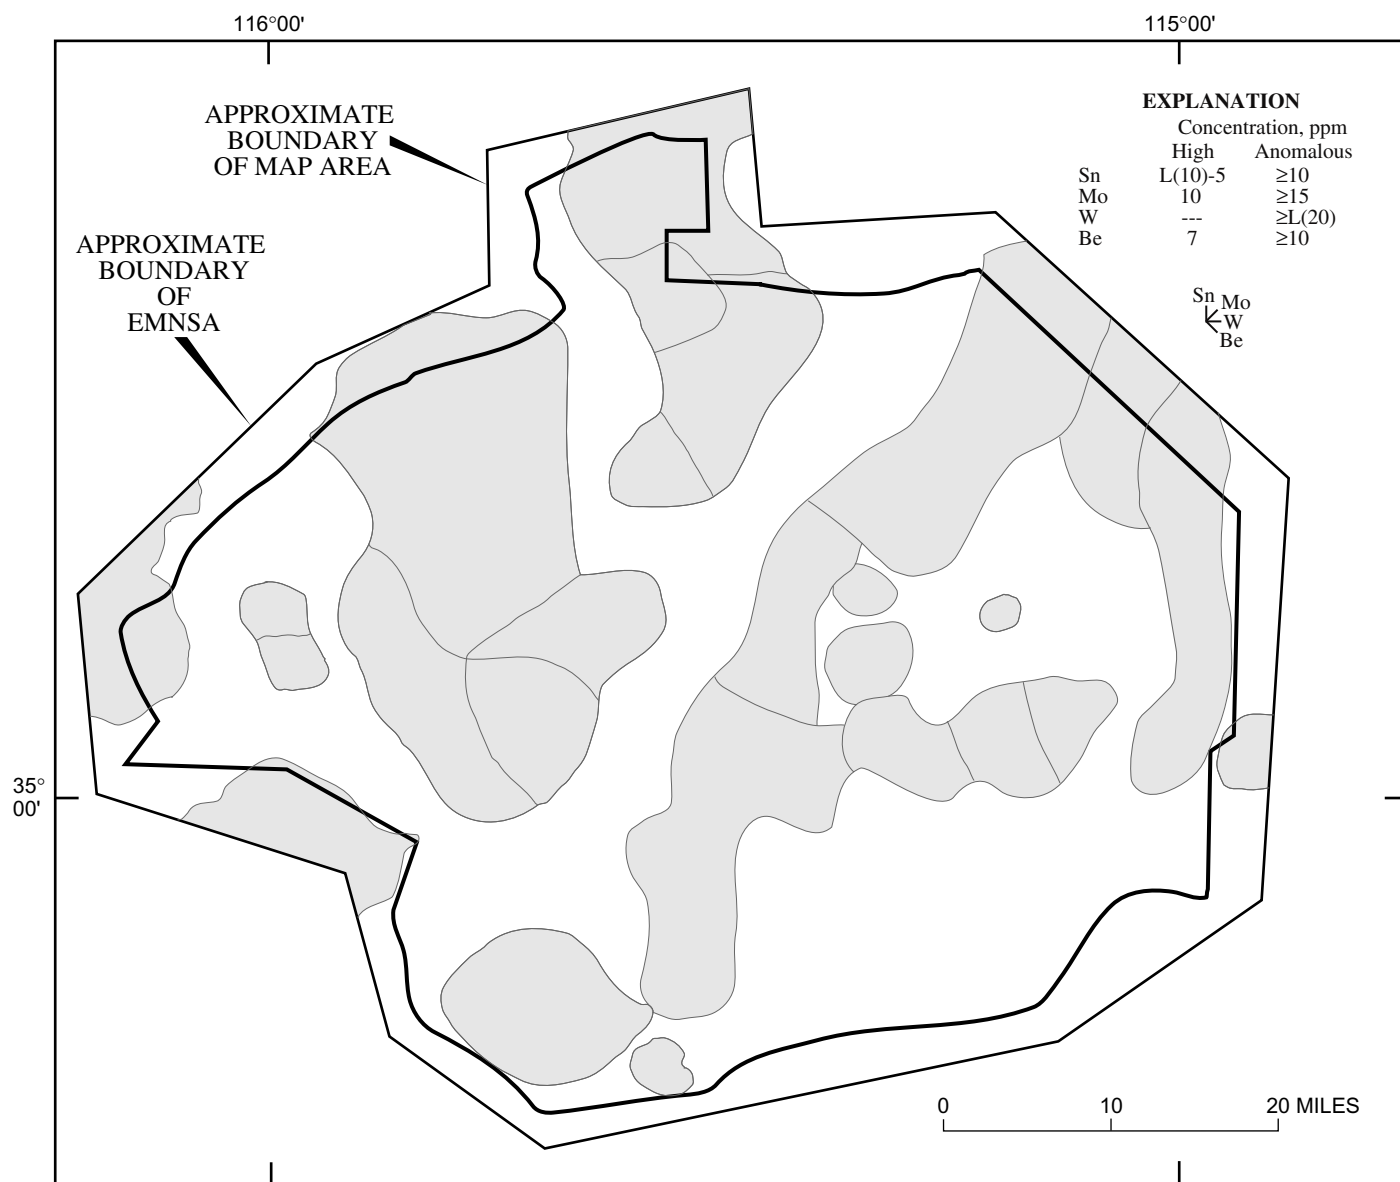 116°00'
115°00'
APPROXIMATE
BOUNDARY
OF MAP AREA
APPROXIMATE
BOUNDARY
OF
EMNSA
EXPLANATION
Concentration, ppm
High Anomalous
Sn L(10)-5 ≥10
Mo 10 ≥15
W --- ≥L(20)
Be 7 ≥10
Sn Mo
W
Be
35°
00'
0 10 20 MILES